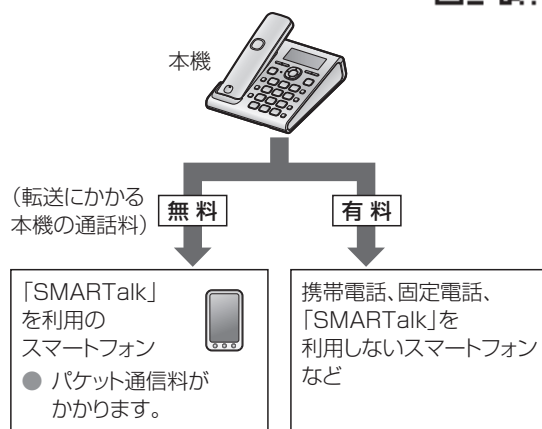 本機
（転送にかかる
本機の通話料）
無料
有料
「SMARTalk」
を利用の
スマートフォン
● パケット通信料が
かかります。
携帯電話、固定電話、
「SMARTalk」を
利用しないスマートフォン
など